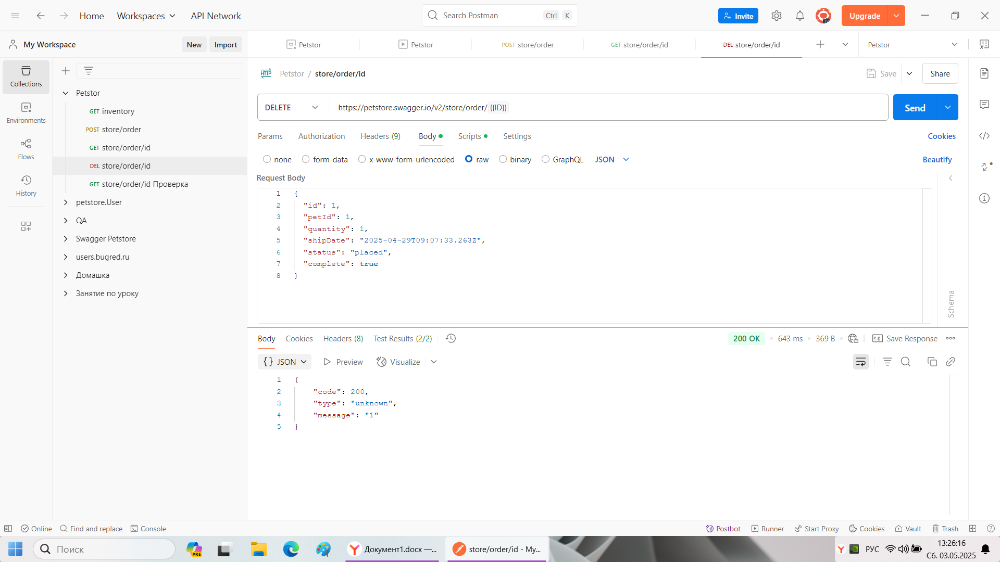 Home Workspaces API Network Search Postman Ctrl K Invite Upgrade
My Workspace New Import
Petstor Petstor POST store/order GET store/order/id DEL store/order/id Petstor
Collections
Environments
Flows
History
Petstor
GET inventory
POST store/order
GET store/order/id
DEL store/order/id
GET store/order/id Проверка
petstore.User
QA
Swagger Petstore
users.bugred.ru
Домашка
Занятие по уроку
HTTP Petstor / store/order/id Save Share
DELETE https://petstore.swagger.io/v2/store/order/ {{ID}} Send
Params Authorization Headers (9) Body Scripts Settings Cookies
none form-data x-www-form-urlencoded raw binary GraphQL JSON Beautify
Request Body
1 {
2 "id": 1,
3 "petId": 1,
4 "quantity": 1,
5 "shipDate": "2025-04-29T09:07:33.263Z",
6 "status": "placed",
7 "complete": true
8 }
Schema
Body Cookies Headers (8) Test Results (2/2) 200 OK • 643 ms • 369 B • e.g. Save Response
{} JSON Preview Visualize
1 {
2 "code": 200,
3 "type": "unknown",
4 "message": "1"
5 }
Online Find and replace Console Postbot Runner Start Proxy Cookies Vault Trash
Поиск PRE Документ1.docx —... store/order/id - My... РУС 13:26:16
Сб. 03.05.2025